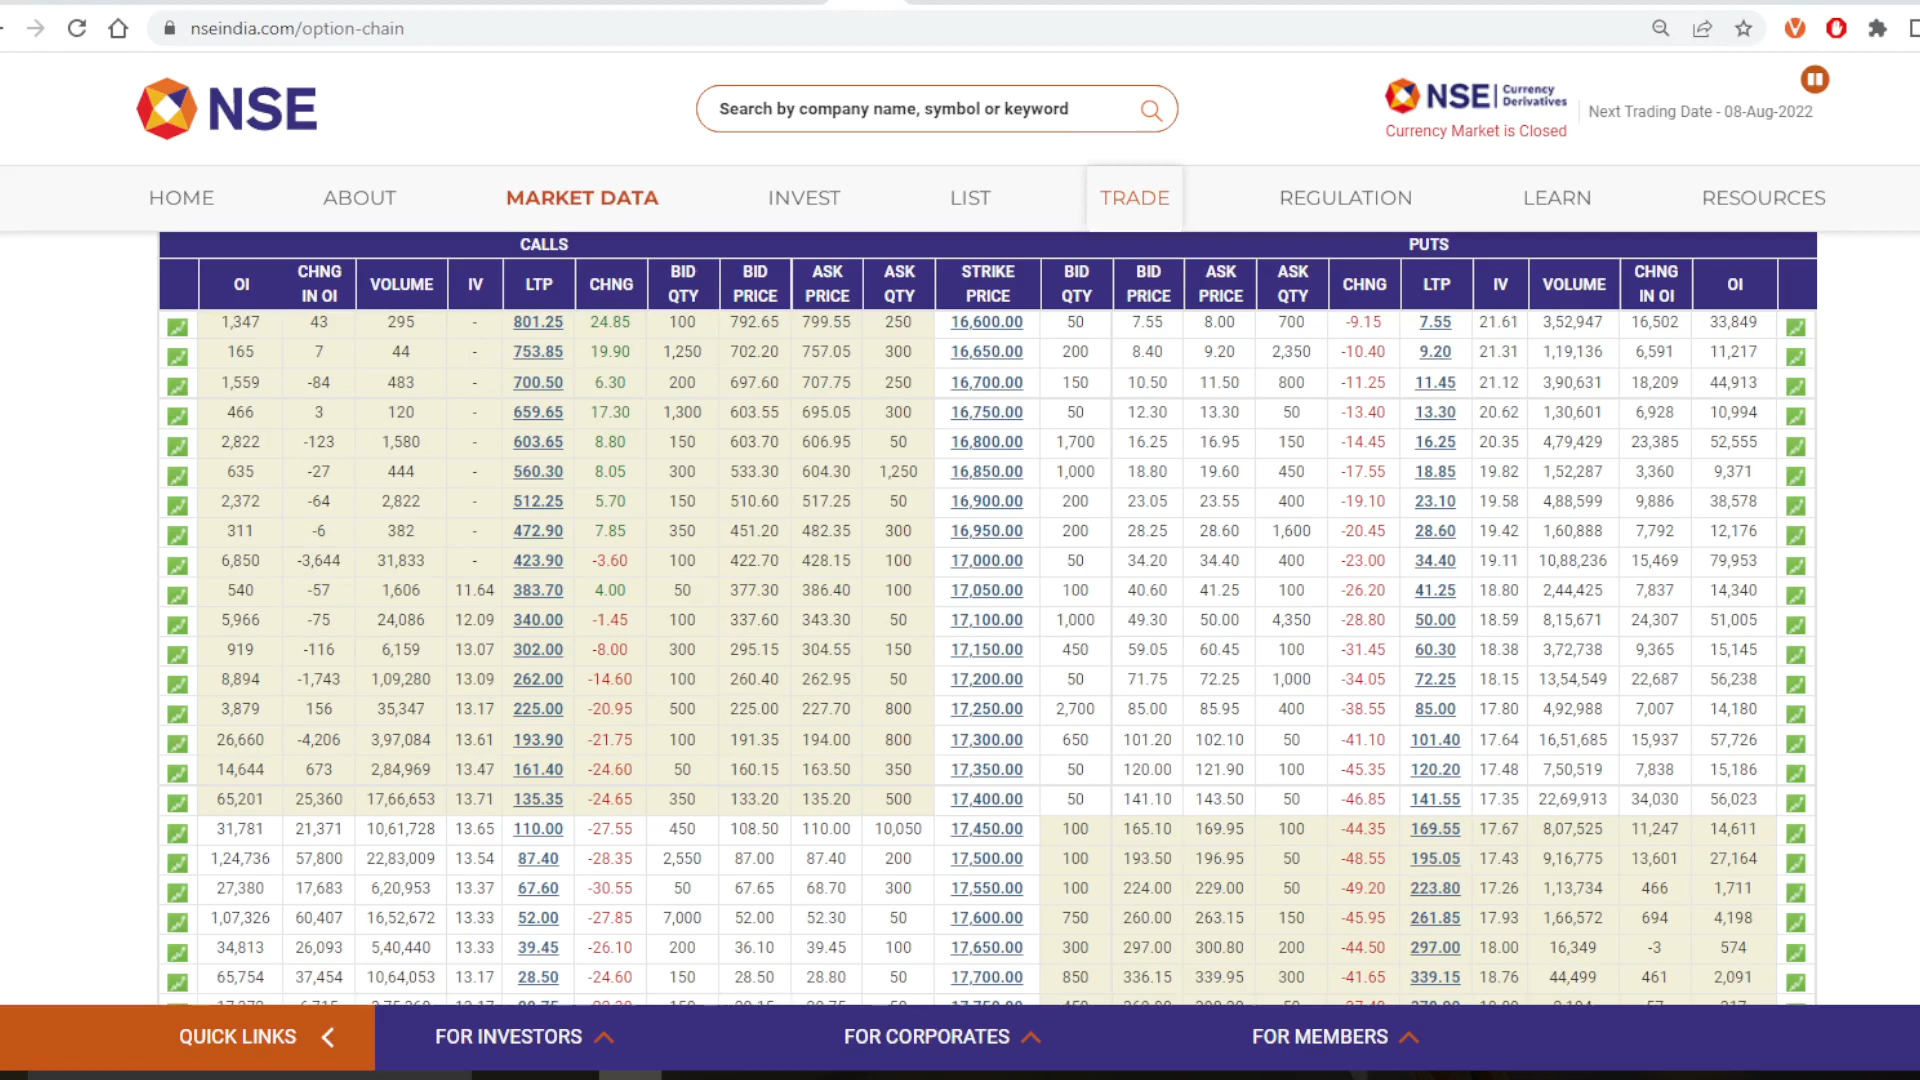 nseindia.com/option-chain
NSE
Search by company name, symbol or keyword
NSE Currency Derivatives
Currency Market is Closed
Next Trading Date - 08-Aug-2022
HOME ABOUT MARKET DATA INVEST LIST TRADE REGULATION LEARN RESOURCES
CALLS PUTS
OI CHNG IN OI VOLUME IV LTP CHNG BID QTY BID PRICE ASK PRICE ASK QTY STRIKE PRICE BID QTY BID PRICE ASK PRICE ASK QTY CHNG LTP IV VOLUME CHNG IN OI OI
1,347 43 295 - 801.25 24.85 100 792.65 799.55 250 16,600.00 50 7.55 8.00 700 -9.15 7.55 21.61 3,52,947 16,502 33,849
165 7 44 - 753.85 19.90 1,250 702.20 757.05 300 16,650.00 200 8.40 9.20 2,350 -10.40 9.20 21.31 1,19,136 6,591 11,217
1,559 -84 483 - 700.50 6.30 200 697.60 707.75 250 16,700.00 150 10.50 11.50 800 -11.25 11.45 21.12 3,90,631 18,209 44,913
466 3 120 - 659.65 17.30 1,300 603.55 695.05 300 16,750.00 50 12.30 13.30 50 -13.40 13.30 20.62 1,30,601 6,928 10,994
2,822 -123 1,580 - 603.65 8.80 150 603.70 606.95 50 16,800.00 1,700 16.25 16.95 150 -14.45 16.25 20.35 4,79,429 23,385 52,555
635 -27 444 - 560.30 8.05 300 533.30 604.30 1,250 16,850.00 1,000 18.80 19.60 450 -17.55 18.85 19.82 1,52,287 3,360 9,371
2,372 -64 2,822 - 512.25 5.70 150 510.60 517.25 50 16,900.00 200 23.05 23.55 400 -19.10 23.10 19.58 4,88,599 9,886 38,578
311 -6 382 - 472.90 7.85 350 451.20 482.35 300 16,950.00 200 28.25 28.60 1,600 -20.45 28.60 19.42 1,60,888 7,792 12,176
6,850 -3,644 31,833 - 423.90 -3.60 100 422.70 428.15 100 17,000.00 50 34.20 34.40 400 -23.00 34.40 19.11 10,88,236 15,469 79,953
540 -57 1,606 11.64 383.70 4.00 50 377.30 386.40 100 17,050.00 100 40.60 41.25 100 -26.20 41.25 18.80 2,44,425 7,837 14,340
5,966 -75 24,086 12.09 340.00 -1.45 100 337.60 343.30 50 17,100.00 1,000 49.30 50.00 4,350 -28.80 50.00 18.59 8,15,671 24,307 51,005
919 -116 6,159 13.07 302.00 -8.00 300 295.15 304.55 150 17,150.00 450 59.05 60.45 100 -31.45 60.30 18.38 3,72,738 9,365 15,145
8,894 -1,743 1,09,280 13.09 262.00 -14.60 100 260.40 262.95 50 17,200.00 50 71.75 72.25 1,000 -34.05 72.25 18.15 13,54,549 22,687 56,238
3,879 156 35,347 13.17 225.00 -20.95 500 225.00 227.70 800 17,250.00 2,700 85.00 85.95 400 -38.55 85.00 17.80 4,92,988 7,007 14,180
26,660 -4,206 3,97,084 13.61 193.90 -21.75 100 191.35 194.00 800 17,300.00 650 101.20 102.10 50 -41.10 101.40 17.64 16,51,685 15,937 57,726
14,644 673 2,84,969 13.47 161.40 -24.60 50 160.15 163.50 350 17,350.00 50 120.00 121.90 100 -45.35 120.20 17.48 7,50,519 7,838 15,186
65,201 25,360 17,66,653 13.71 135.35 -24.65 350 133.20 135.20 500 17,400.00 50 141.10 143.50 50 -46.85 141.55 17.35 22,69,913 34,030 56,023
31,781 21,371 10,61,728 13.65 110.00 -27.55 450 108.50 110.00 10,050 17,450.00 100 165.10 169.95 100 -44.35 169.55 17.67 8,07,525 11,247 14,611
1,24,736 57,800 22,83,009 13.54 87.40 -28.35 2,550 87.00 87.40 200 17,500.00 100 193.50 196.95 50 -48.55 195.05 17.43 9,16,775 13,601 27,164
27,380 17,683 6,20,953 13.37 67.60 -30.55 50 67.65 68.70 300 17,550.00 100 224.00 229.00 50 -49.20 223.80 17.26 1,13,734 466 1,711
1,07,326 60,407 16,52,672 13.33 52.00 -27.85 7,000 52.00 52.30 50 17,600.00 750 260.00 263.15 150 -45.95 261.85 17.93 1,66,572 694 4,198
34,813 26,093 5,40,440 13.33 39.45 -26.10 200 36.10 39.45 100 17,650.00 300 297.00 300.80 200 -44.50 297.00 18.00 16,349 -3 574
65,754 37,454 10,64,053 13.17 28.50 -24.60 150 28.50 28.80 50 17,700.00 850 336.15 339.95 300 -41.65 339.15 18.76 44,499 461 2,091
QUICK LINKS FOR INVESTORS FOR CORPORATES FOR MEMBERS